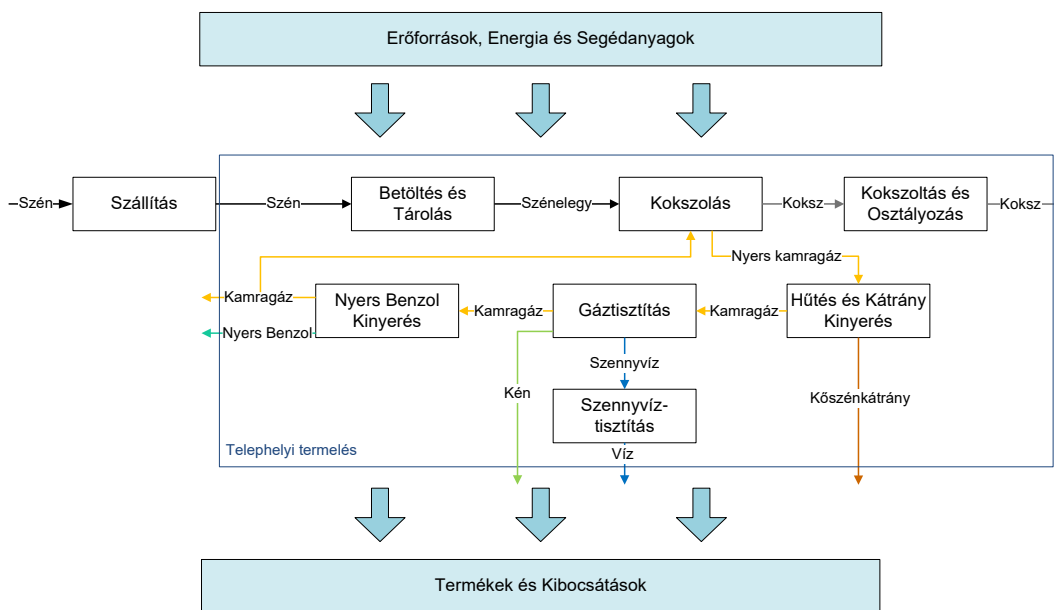 Erőforrások, Energia és Segédanyagok
Szén
Szállítás
Szén
Betöltés és
Tárolás
Szénelegy
Kokszolás
Koksz
Kokszoltás és
Osztályozás
Koksz
Nyers kamragáz
Kamragáz
Nyers Benzol
Kinyerés
Kamragáz
Gáztisztítás
Kamragáz
Hűtés és Kátrány
Kinyerés
Nyers Benzol
Szennyvíz
Kén
Szennyvíz-
tisztítás
Kőszénkátrány
Víz
Telephelyi termelés
Termékek és Kibocsátások